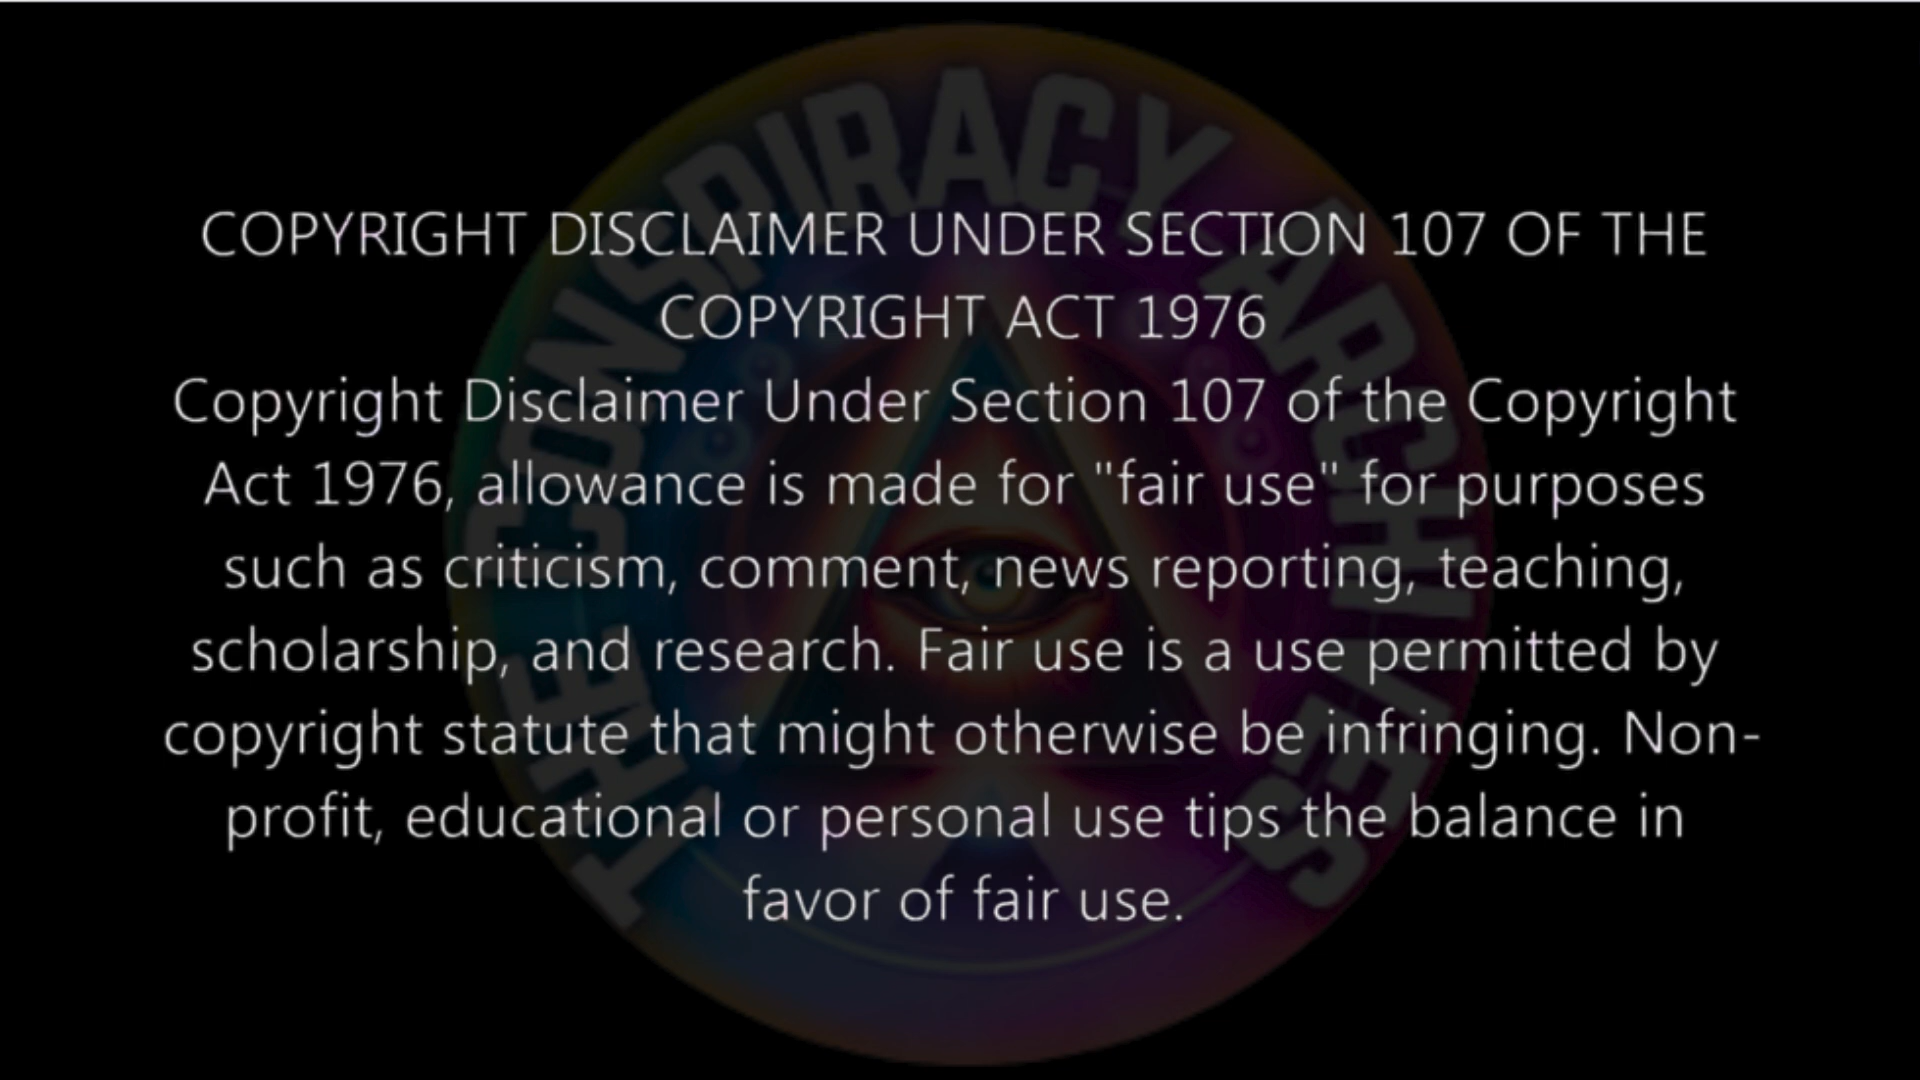 THE CONSPIRACY ARCHIVES
COPYRIGHT DISCLAIMER UNDER SECTION 107 OF THE
COPYRIGHT ACT 1976
Copyright Disclaimer Under Section 107 of the Copyright
Act 1976, allowance is made for "fair use" for purposes
such as criticism, comment, news reporting, teaching,
scholarship, and research. Fair use is a use permitted by
copyright statute that might otherwise be infringing. Non-
profit, educational or personal use tips the balance in
favor of fair use.